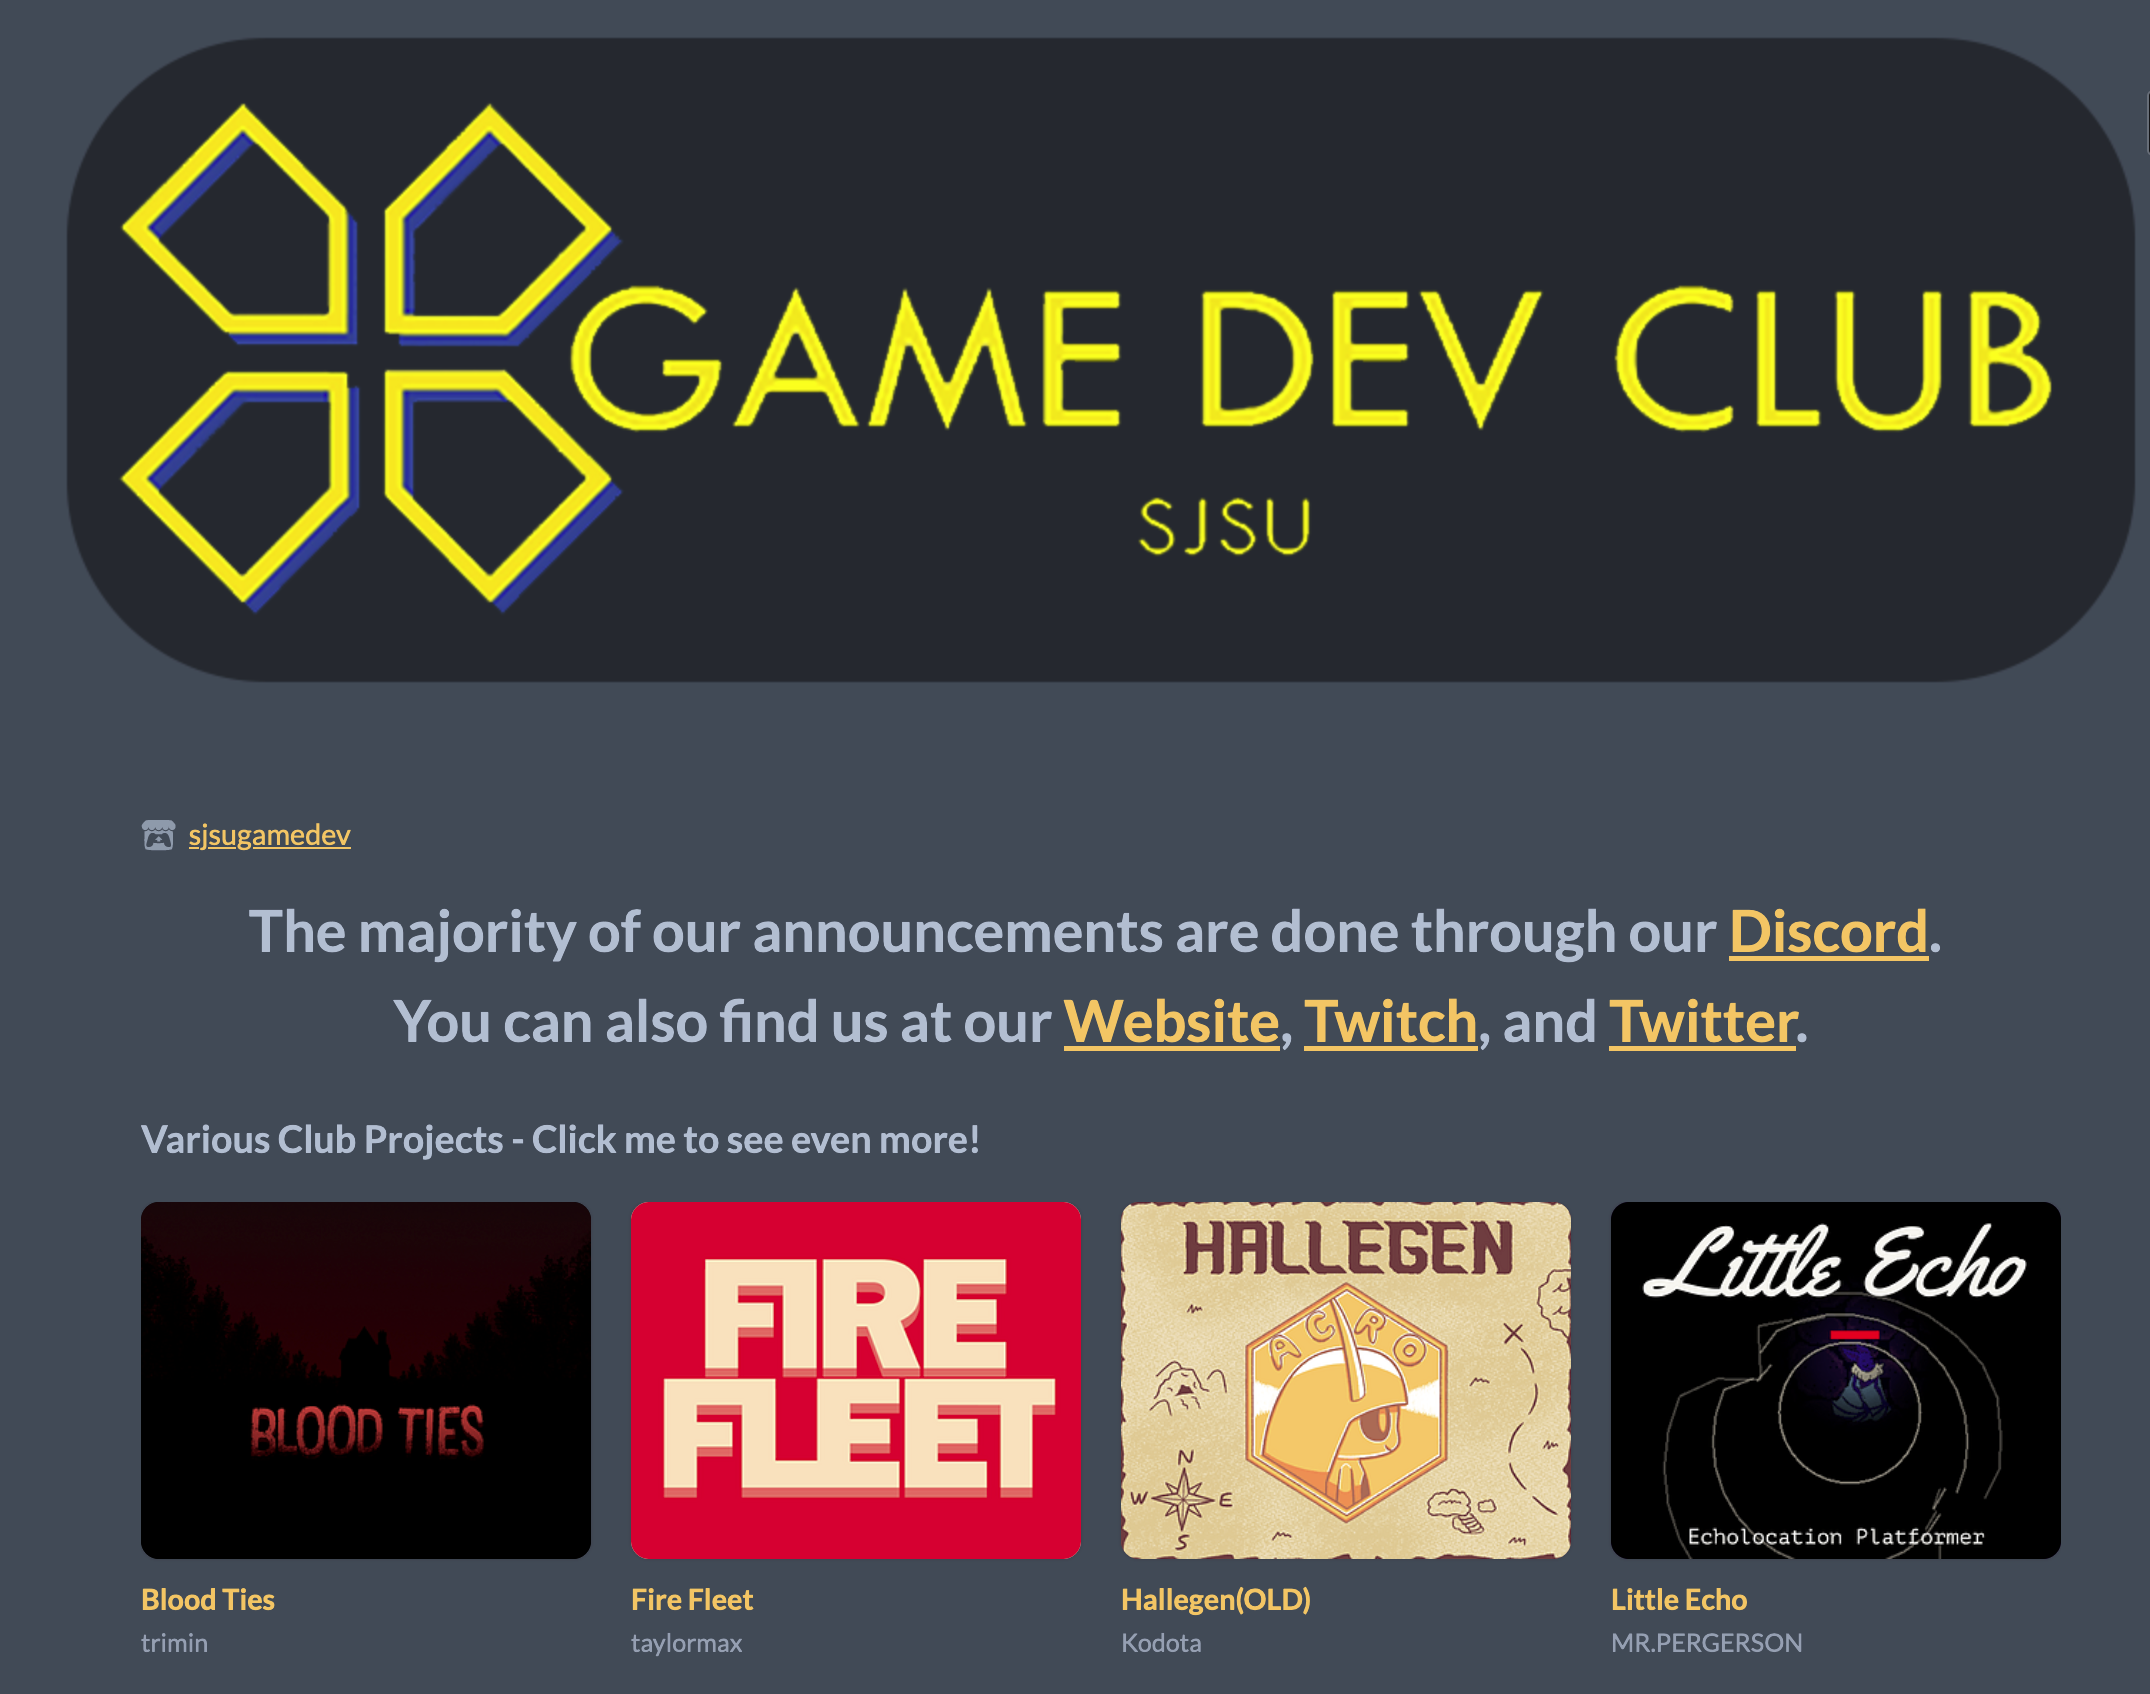 GAME DEV CLUB
SJSU
sjsugamedev
The majority of our announcements are done through our Discord.
You can also find us at our Website, Twitch, and Twitter.
Various Club Projects - Click me to see even more!
BLOOD TIES
FIRE
FLEET
HALLEGEN
ACRO
N
W E
S
Little Echo
Echolocation Platformer
Blood Ties
trimin
Fire Fleet
taylormax
Hallegen(OLD)
Kodota
Little Echo
MR.PERGERSON